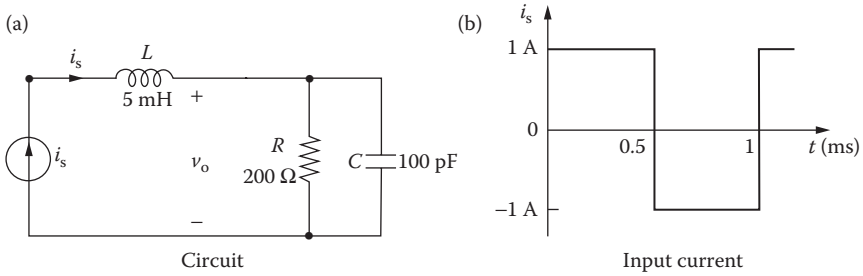 (a)
i_s
L
5 mH
+
i_s
v_o
R
200 Ω
C
100 pF
−
Circuit
(b)
i_s
1 A
0
0.5
1
t (ms)
−1 A
Input current